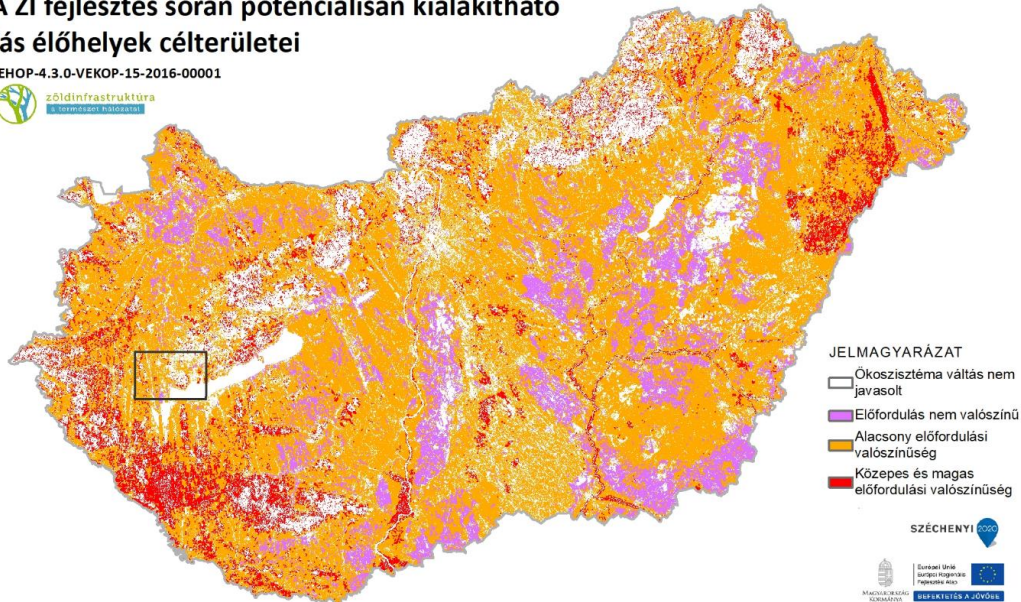 A ZI fejlesztés során potenciálisan kialakítható
ás élőhelyek célterületei
EHOP-4.3.0-VEKOP-15-2016-00001
zöldinfrastruktúra
a természet hálózatai
JELMAGYARÁZAT
Ökoszisztéma váltás nem
javasolt
Előfordulás nem valószínű
Alacsony előfordulási
valószínűség
Közepes és magas
előfordulási valószínűség
SZÉCHENYI 2020
MAGYARORSZÁG
KORMÁNYA
Európai Unió
Európai Regionális
Fejlesztési Alap
BEFEKTETÉS A JÖVŐBE